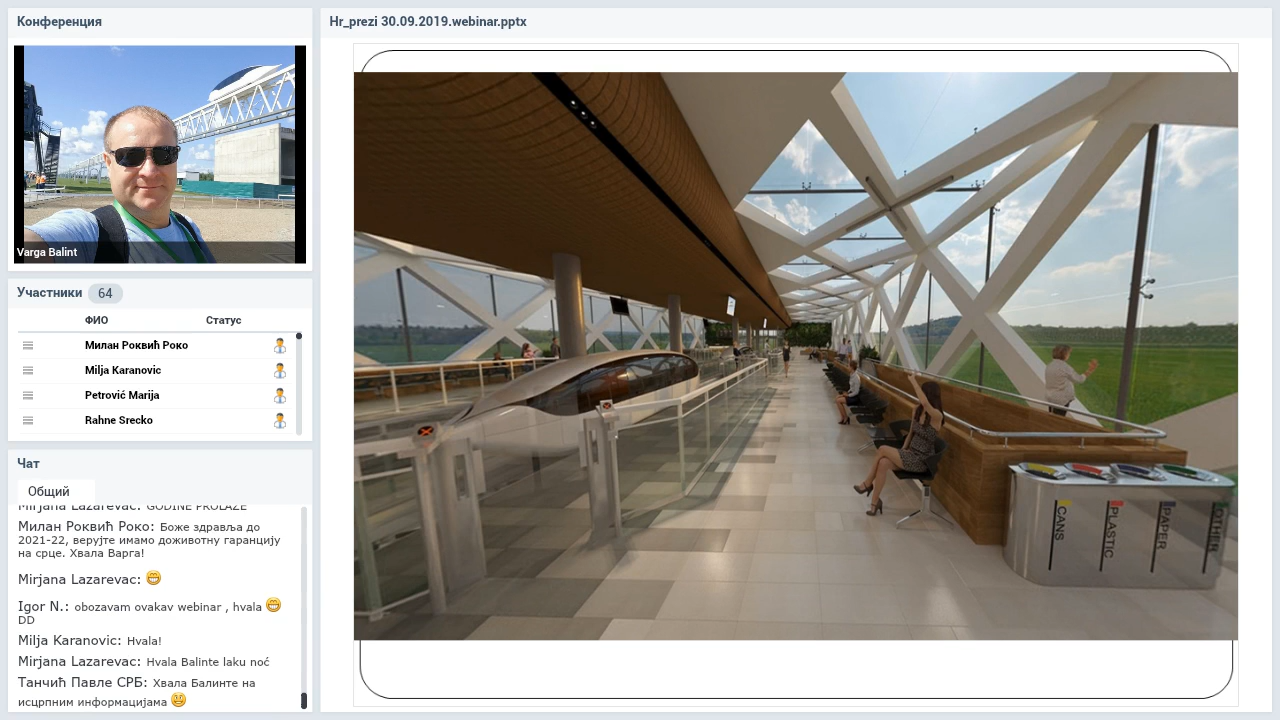 Конференция
Varga Balint
Участники 64
ФИО Статус
Милан Роквић Роко
Milja Karanovic
Petrović Marija
Rahne Srecko
Чат
Общий
Mirjana Lazarevac: GODINE PROLAZE
Милан Роквић Роко: Боже здравља до
2021-22, верујте имамо доживотну гаранцију
на срце. Хвала Варга!
Mirjana Lazarevac:
Igor N.: obozavam ovakav webinar , hvala
DD
Milja Karanovic: Hvala!
Mirjana Lazarevac: Hvala Balinte laku noć
Танчић Павле СРБ: Хвала Балинте на
исцрпним информацијама
Hr_prezi 30.09.2019.webinar.pptx
CANS
PLASTIC
PAPER
OTHER